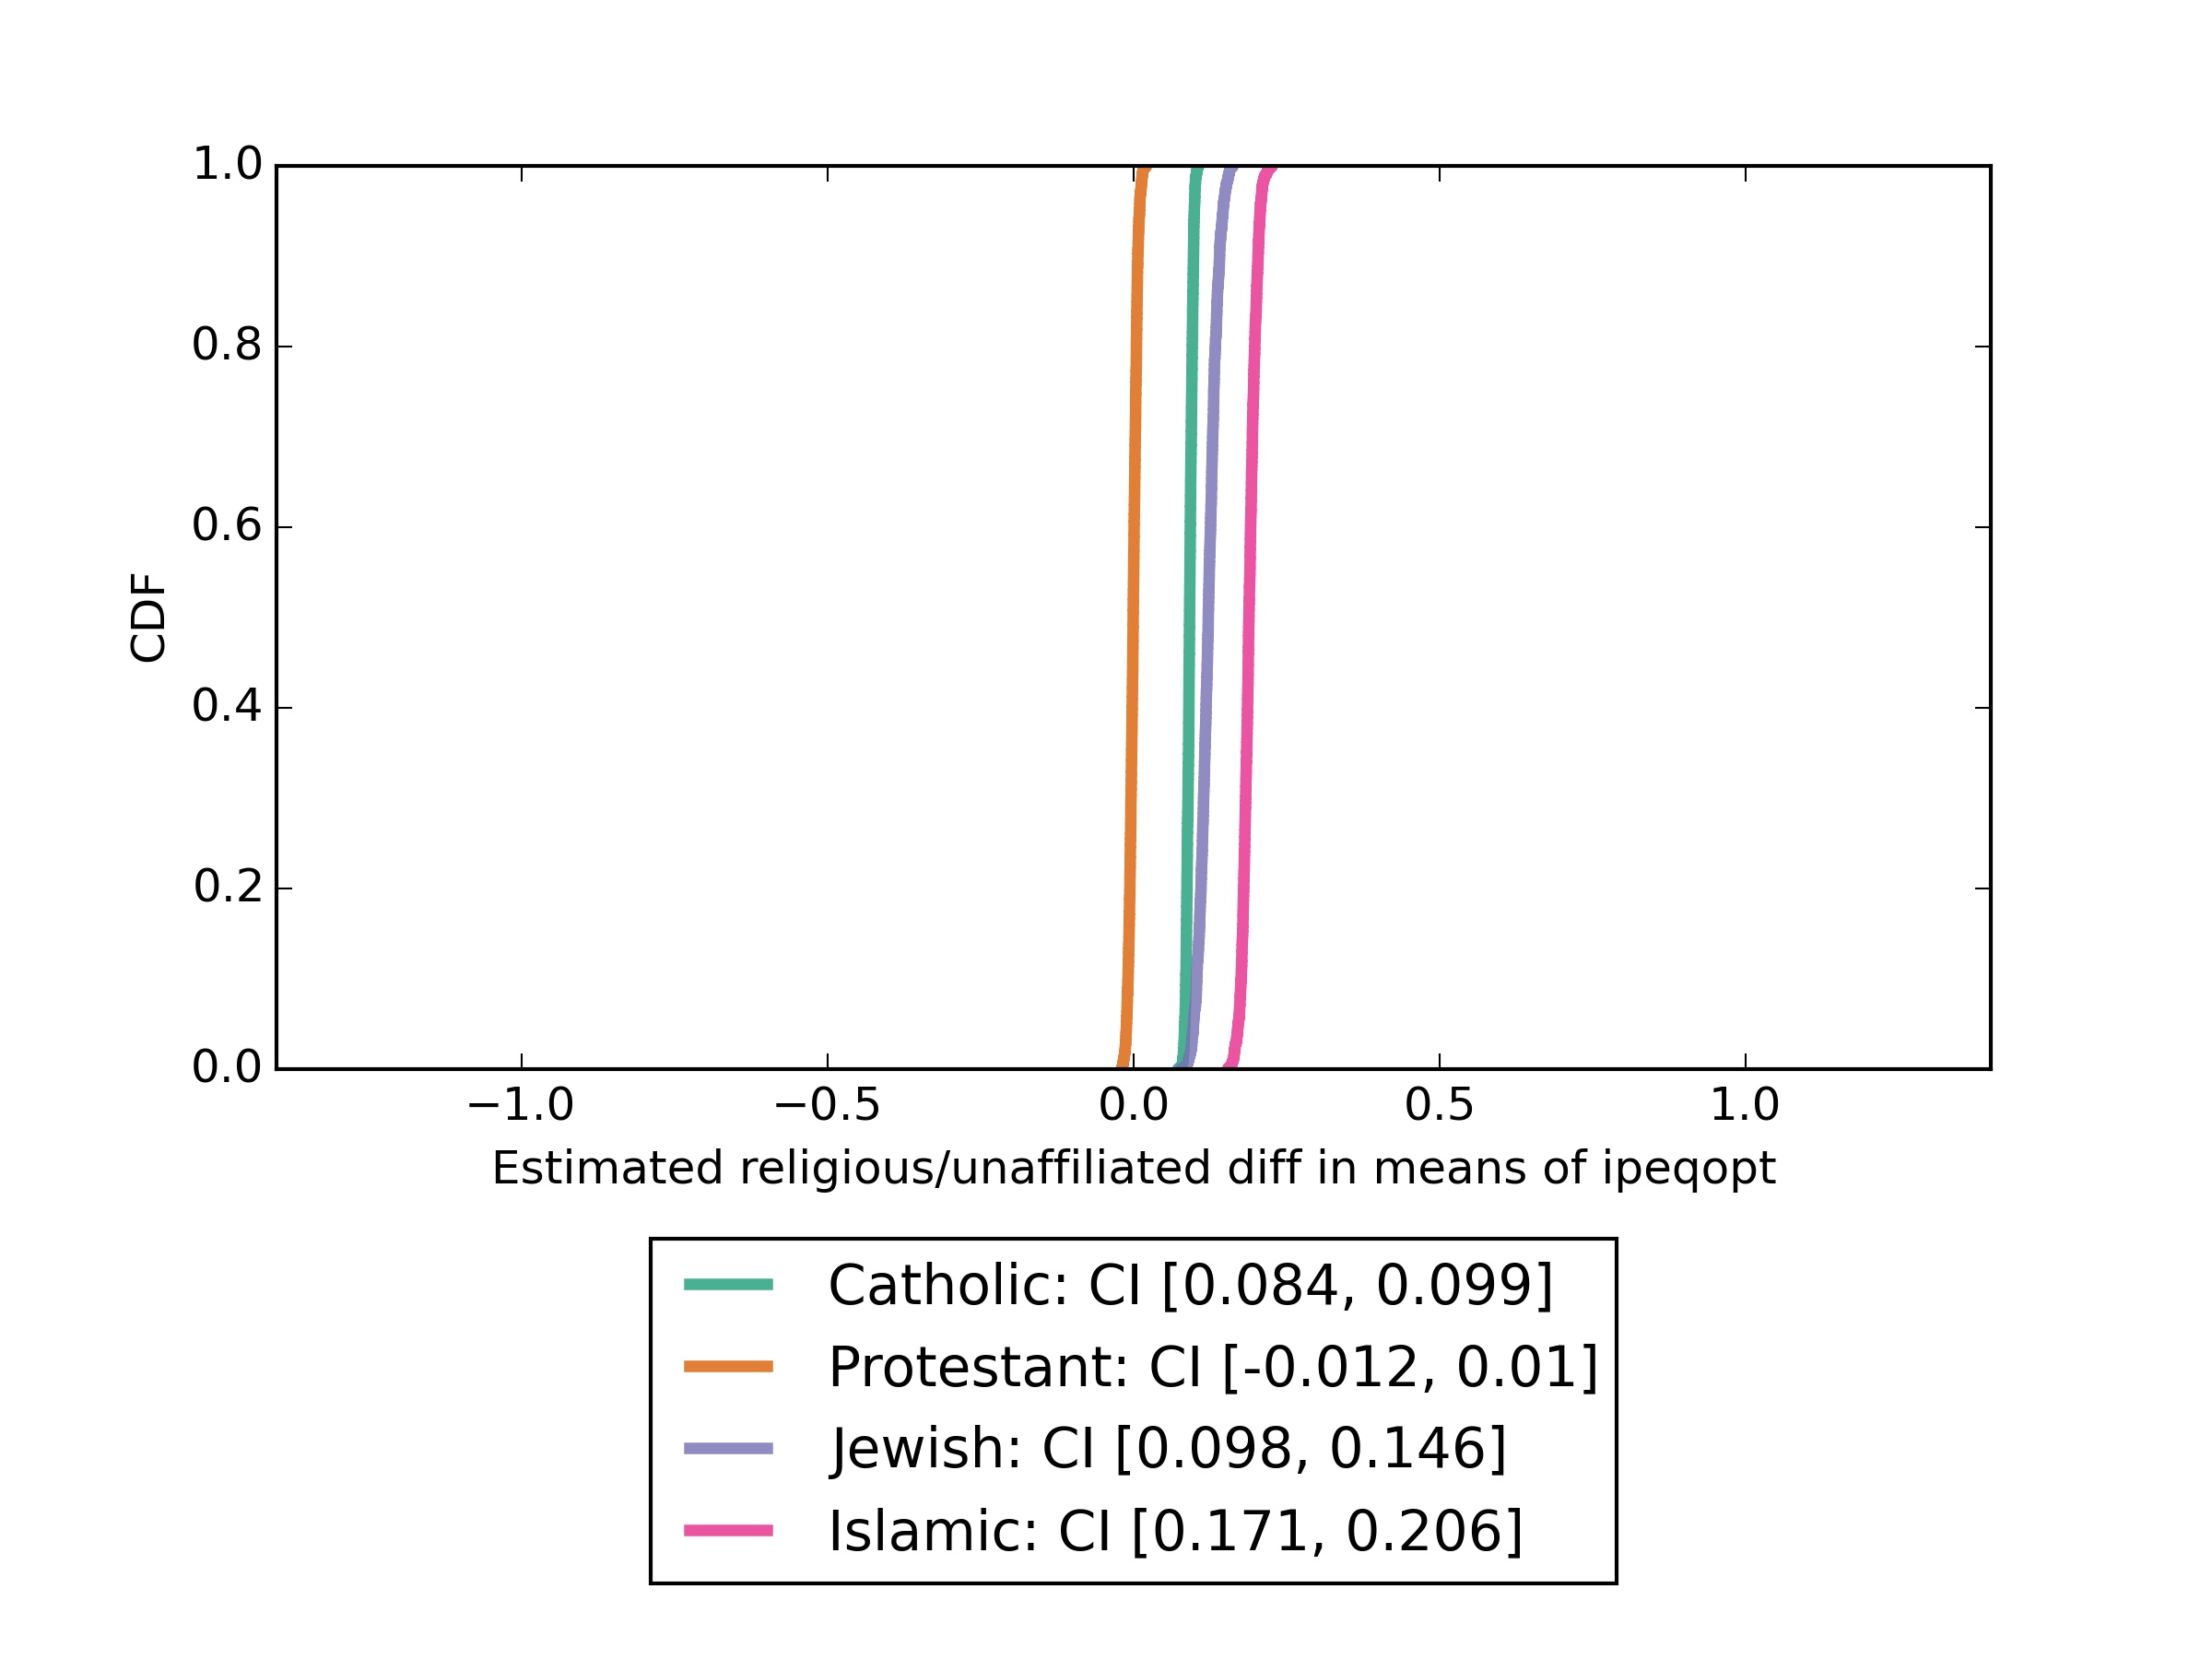 1.0
0.8
0.6
0.4
0.2
0.0
CDF
−1.0 −0.5 0.0 0.5 1.0
Estimated religious/unaffiliated diff in means of ipeqopt
Catholic: CI [0.084, 0.099]
Protestant: CI [-0.012, 0.01]
Jewish: CI [0.098, 0.146]
Islamic: CI [0.171, 0.206]